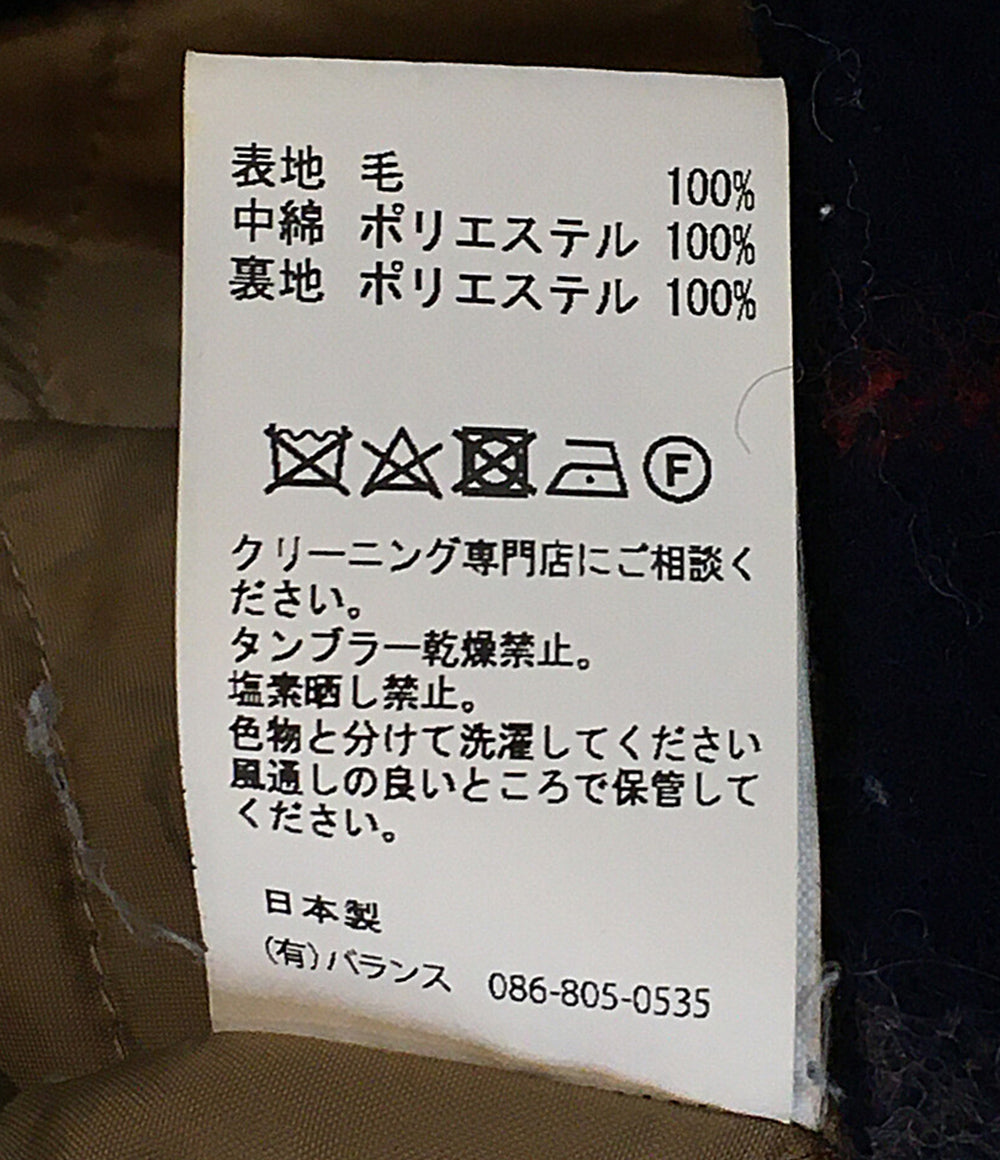 表地 毛 100%
中綿 ポリエステル 100%
裏地 ポリエステル 100%
F
クリーニング専門店にご相談く
ださい。
タンブラー乾燥禁止。
塩素晒し禁止。
色物と分けて洗濯してください
風通しの良いところで保管して
ください。
日本製
(有)バランス 086-805-0535